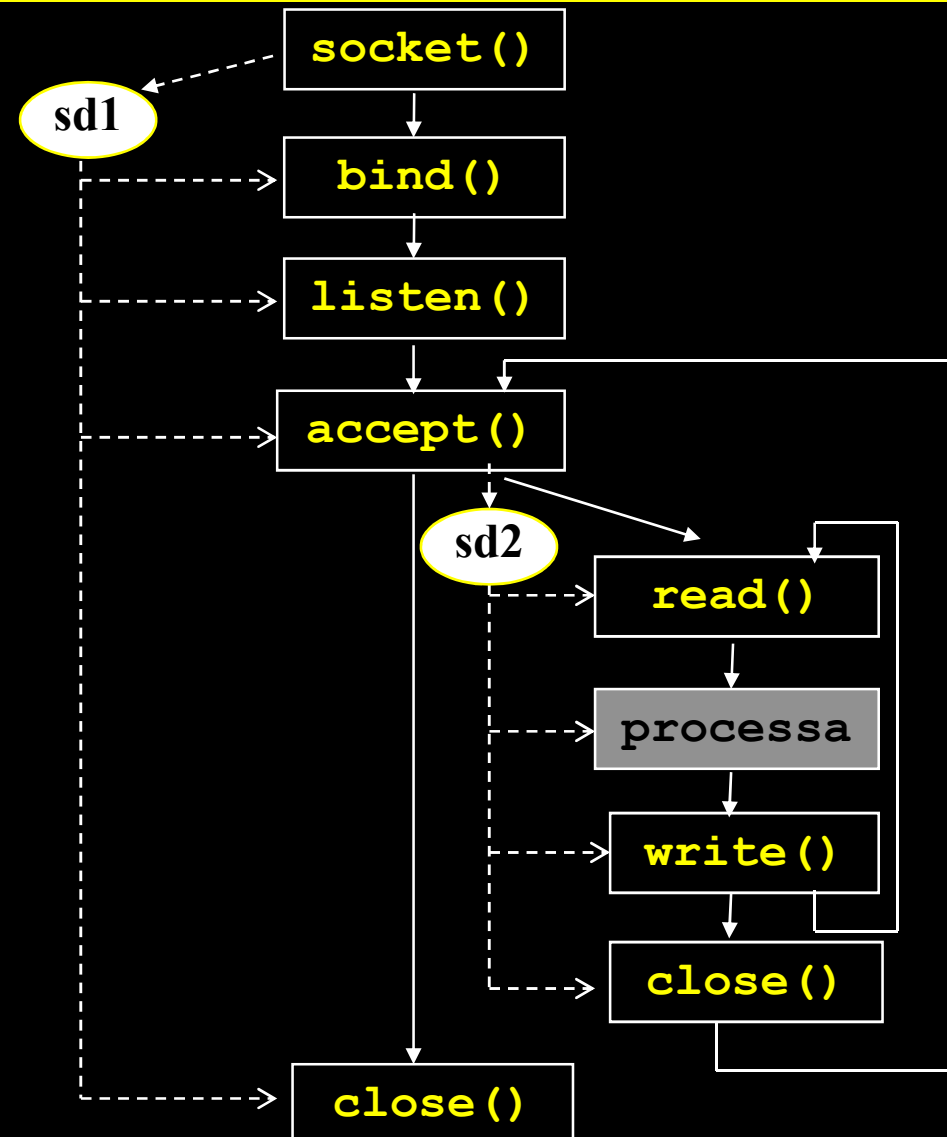 socket()
sd1
bind()
listen()
accept()
sd2
read()
processa
write()
close()
close()